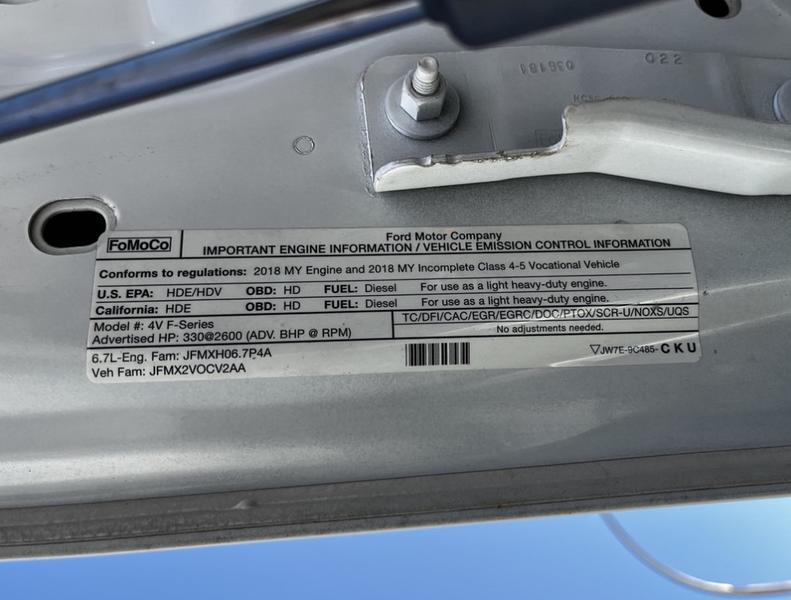 036181
022
FoMoCo
Ford Motor Company
IMPORTANT ENGINE INFORMATION / VEHICLE EMISSION CONTROL INFORMATION
Conforms to regulations: 2018 MY Engine and 2018 MY Incomplete Class 4-5 Vocational Vehicle
U.S. EPA: HDE/HDV OBD: HD FUEL: Diesel For use as a light heavy-duty engine.
California: HDE OBD: HD FUEL: Diesel For use as a light heavy-duty engine.
Model #: 4V F-Series
Advertised HP: 330@2600 (ADV. BHP @ RPM)
TC/DFI/CAC/EGR/EGRC/DOC/PTOX/SCR-U/NOXS/UQS
No adjustments needed.
6.7L-Eng. Fam: JFMXH06.7P4A
Veh Fam: JFMX2VOCV2AA
▽JW7E-9C485- CKU